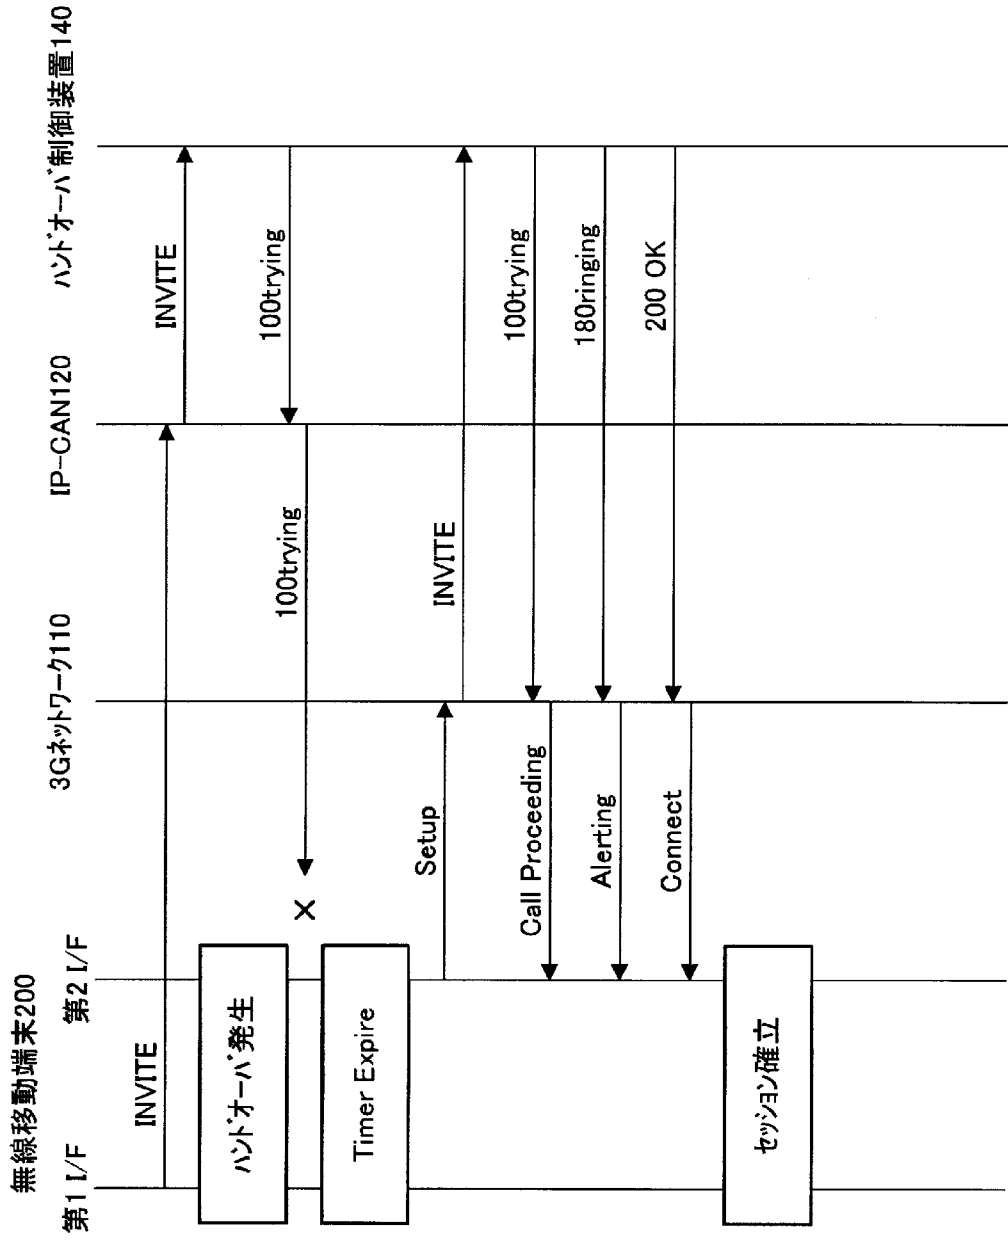 無線移動端末200
第1 I/F
第2 I/F
3Gネットワーク110
IP-CAN120
ハンドオーバ制御装置140
INVITE
INVITE
ハンドオーバ発生
100trying
100trying
×
Timer Expire
Setup
INVITE
100trying
Call Proceeding
180ringing
Alerting
200 OK
Connect
セッション確立